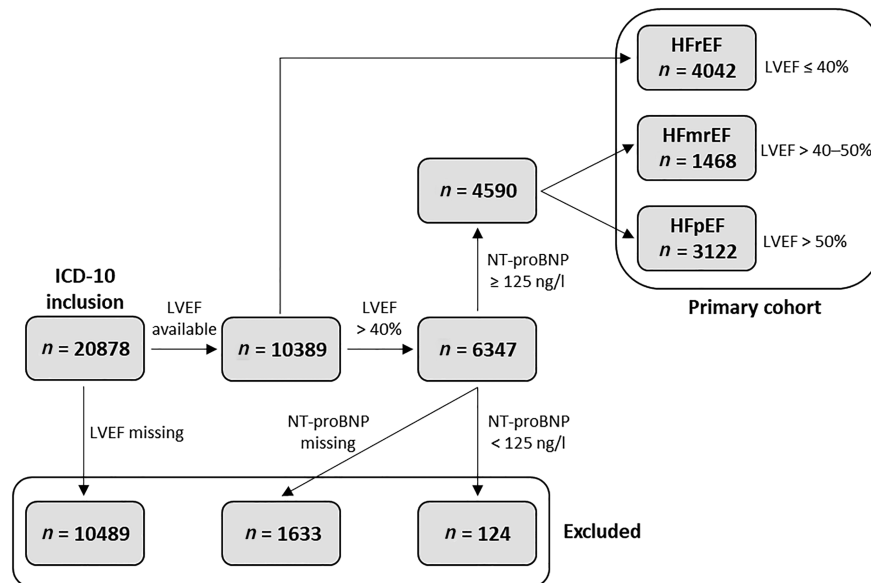 HFrEF
n = 4042
LVEF ≤ 40%
HFmrEF
n = 1468
LVEF > 40–50%
n = 4590
HFpEF
n = 3122
LVEF > 50%
NT-proBNP
≥ 125 ng/l
Primary cohort
ICD-10
inclusion
LVEF
available
LVEF
> 40%
n = 20878
n = 10389
n = 6347
LVEF missing
NT-proBNP
missing
NT-proBNP
< 125 ng/l
n = 10489
n = 1633
n = 124
Excluded